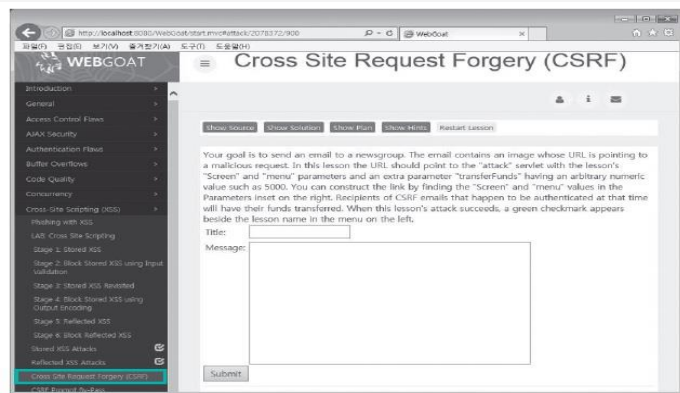 http://localhost:8080/WebGoat/start.mvc#attack/2078372/900
WebGoat
파일(F) 편집(E) 보기(V) 즐겨찾기(A) 도구(T) 도움말(H)
WEBGOAT
Cross Site Request Forgery (CSRF)
Introduction
General
Access Control Flaws
AJAX Security
Authentication Flaws
Buffer Overflows
Code Quality
Concurrency
Cross-Site Scripting (XSS)
Phishing with XSS
LAB: Cross Site Scripting
Stage 1: Stored XSS
Stage 2: Block Stored XSS using Input
Validation
Stage 3: Stored XSS Revisited
Stage 4: Block Stored XSS using
Output Encoding
Stage 5: Reflected XSS
Stage 6: Block Reflected XSS
Stored XSS Attacks
Reflected XSS Attacks
Cross Site Request Forgery (CSRF)
CSRF Prompt By-Pass
Show Source Show Solution Show Plan Show Hints Restart Lesson
Your goal is to send an email to a newsgroup. The email contains an image whose URL is pointing to
a malicious request. In this lesson the URL should point to the "attack" servlet with the lesson's
"Screen" and "menu" parameters and an extra parameter "transferFunds" having an arbitrary numeric
value such as 5000. You can construct the link by finding the "Screen" and "menu" values in the
Parameters inset on the right. Recipients of CSRF emails that happen to be authenticated at that time
will have their funds transferred. When this lesson's attack succeeds, a green checkmark appears
beside the lesson name in the menu on the left.
Title:
Message:
Submit